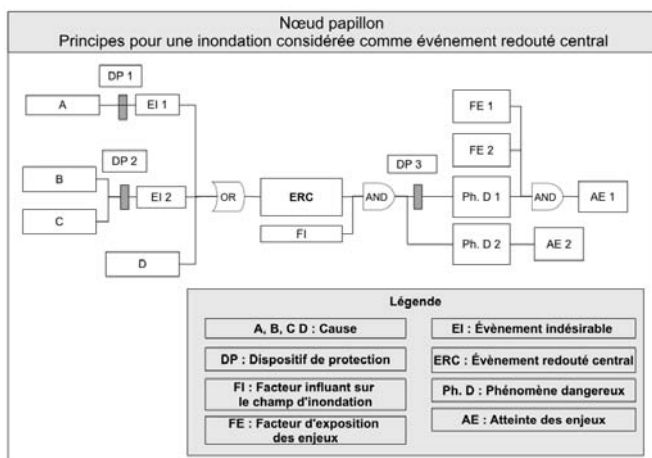 Nœud papillon
Principes pour une inondation considérée comme événement redouté central
DP 1
A
EI 1
FE 1
DP 2
FE 2
B
DP 3
EI 2
OR
ERC
AND
Ph. D 1
AND
AE 1
C
FI
D
Ph. D 2
AE 2
Légende
A, B, C D : Cause
EI : Évènement indésirable
DP : Dispositif de protection
ERC : Évènement redouté central
FI : Facteur influant sur
le champ d'inondation
Ph. D : Phénomène dangereux
FE : Facteur d'exposition
des enjeux
AE : Atteinte des enjeux